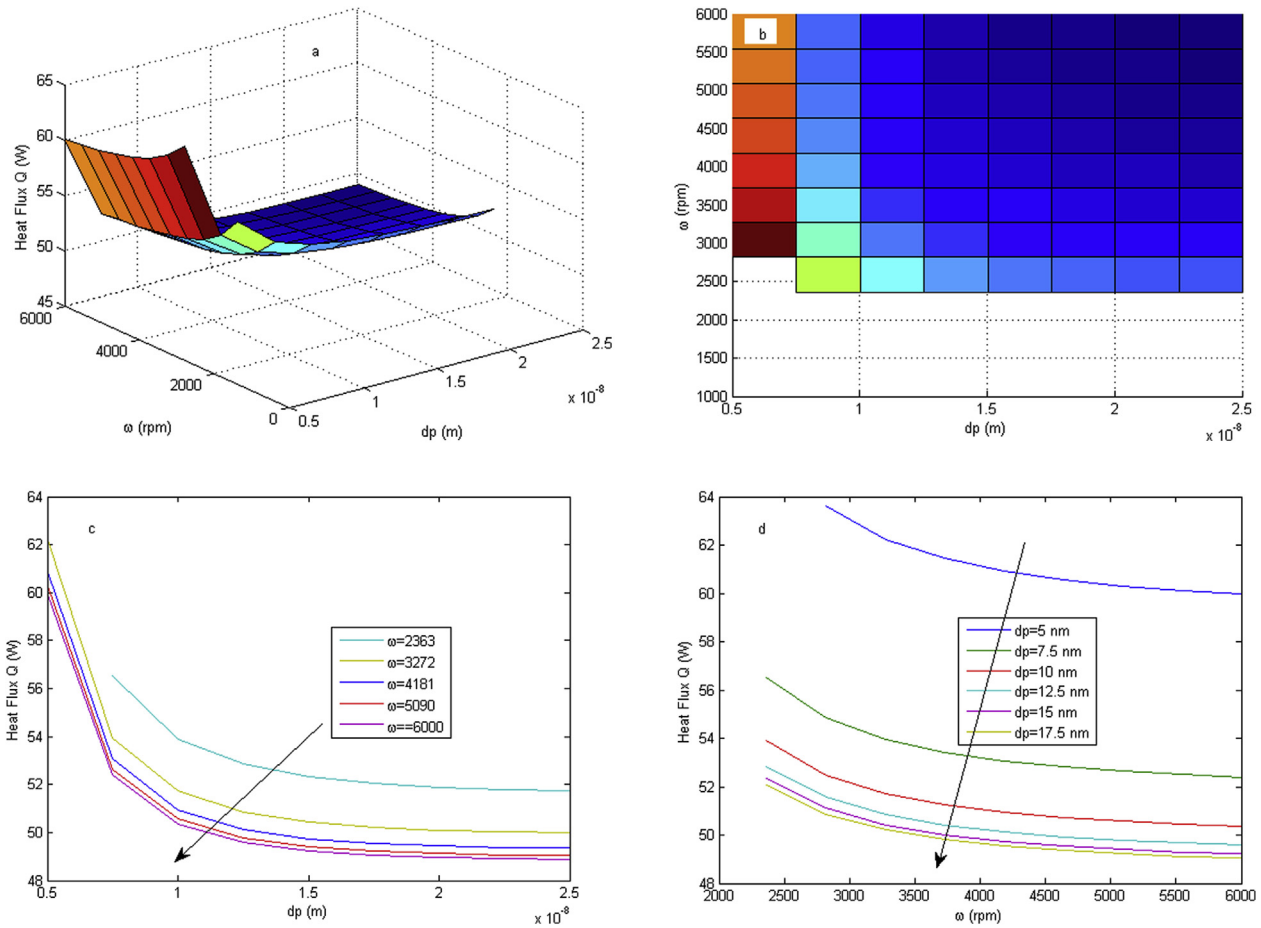 a
65
60
55
50
45
Heat Flux Q (W)
6000
4000
2000
0
ω (rpm)
0.5
1
1.5
2
2.5
x 10⁻⁸
dp (m)
b
6000
5500
5000
4500
4000
3500
3000
2500
2000
1500
1000
ω (rpm)
0.5
1
1.5
2
2.5
dp (m)
x 10⁻⁸
c
64
62
60
58
56
54
52
50
48
Heat Flux Q (W)
ω=2363
ω=3272
ω=4181
ω=5090
ω==6000
0.5
1
1.5
2
2.5
dp (m)
x 10⁻⁸
d
64
62
60
58
56
54
52
50
48
Heat Flux Q (W)
dp=5 nm
dp=7.5 nm
dp=10 nm
dp=12.5 nm
dp=15 nm
dp=17.5 nm
2000
2500
3000
3500
4000
4500
5000
5500
6000
ω (rpm)